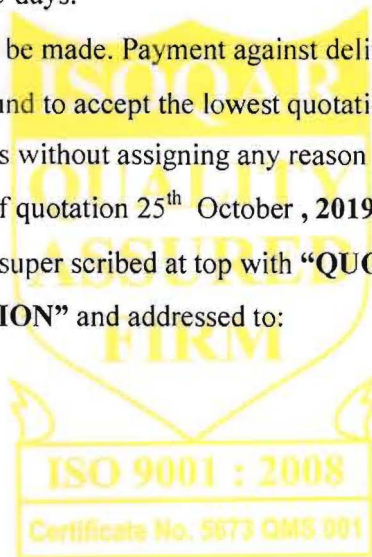 days.
be made. Payment against deli
to accept the lowest quotati
s without assigning any reason
f quotation 25th October , 2019
super scribed at top with “QUO
ION” and addressed to:
ISOQAR
QUALITY
ASSURED
FIRM
ISO 9001 : 2008
Certificate No. 5673 QMS 001